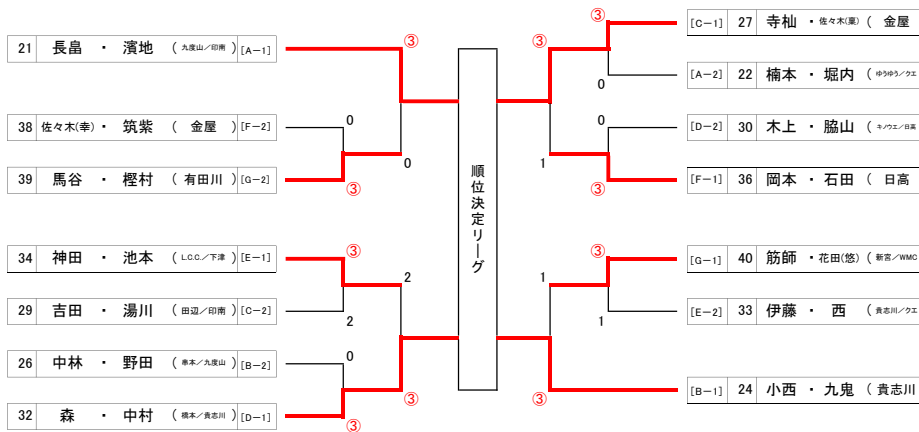 21 長畠 ・ 濱地 ( 九度山／印南 ) [A-1]
③
38 佐々木(幸) ・ 筑紫 ( 金屋 ) [F-2]
0
39 馬谷 ・ 樫村 ( 有田川 ) [G-2]
③
0
34 神田 ・ 池本 ( L.C.C.／下津 ) [E-1]
③
2
29 吉田 ・ 湯川 ( 田辺／印南 ) [C-2]
2
26 中林 ・ 野田 ( 串本／九度山 ) [B-2]
0
32 森 ・ 中村 ( 橋本／貴志川 ) [D-1]
③
③
順位決定リーグ
[C-1] 27 寺杣 ・ 佐々木(稟) ( 金屋
③
③
[A-2] 22 楠本 ・ 堀内 ( ゆうゆう／クエ
0
[D-2] 30 木上 ・ 脇山 ( キノウエ／日高
0
1
[F-1] 36 岡本 ・ 石田 ( 日高
③
[G-1] 40 筋師 ・ 花田(悠) ( 新宮／WMC
③
1
[E-2] 33 伊藤 ・ 西 ( 貴志川／クエ
1
[B-1] 24 小西 ・ 九鬼 ( 貴志川
③